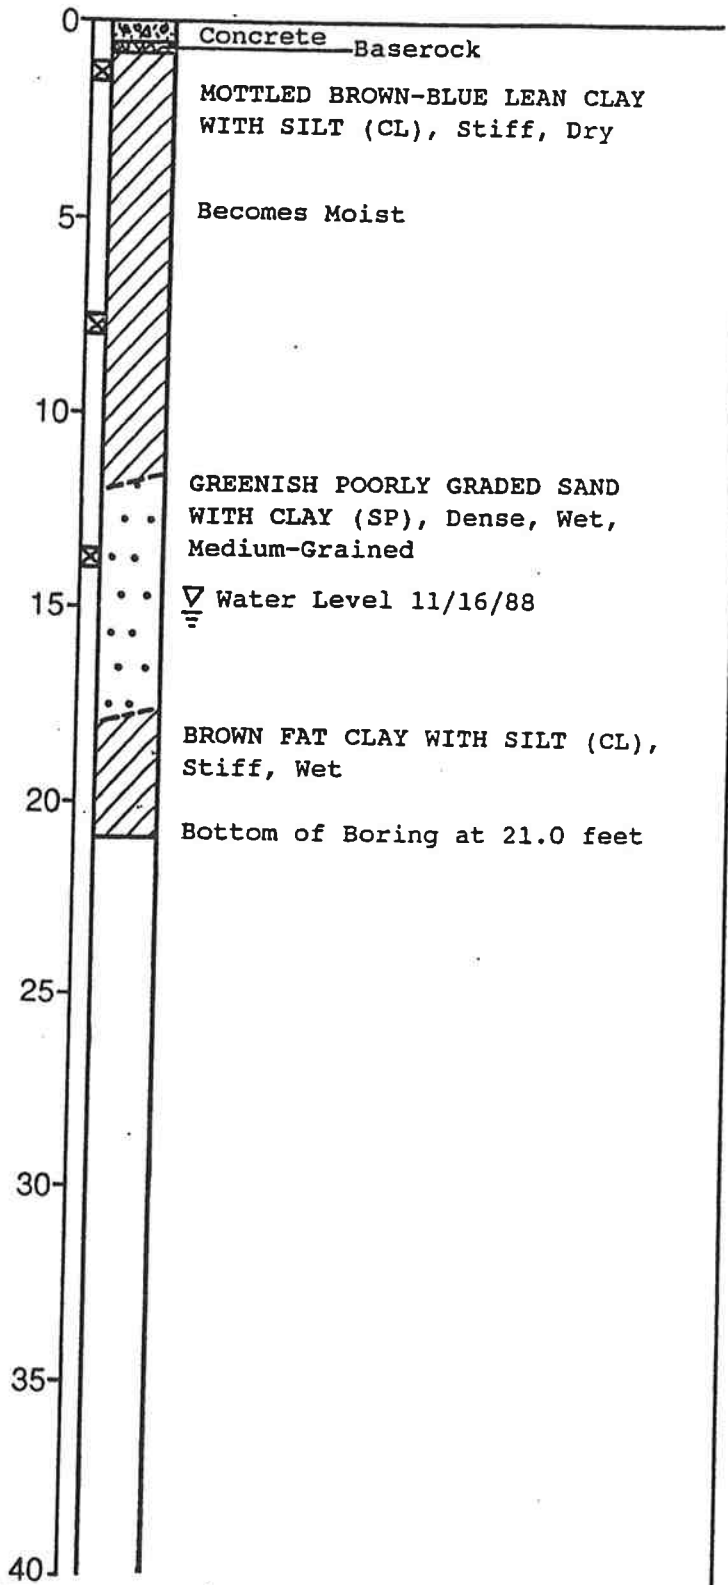 0
Concrete
Baserock
MOTTLED BROWN-BLUE LEAN CLAY
WITH SILT (CL), Stiff, Dry
5
Becomes Moist
10
GREENISH POORLY GRADED SAND
WITH CLAY (SP), Dense, Wet,
Medium-Grained
15
Water Level 11/16/88
BROWN FAT CLAY WITH SILT (CL),
Stiff, Wet
20
Bottom of Boring at 21.0 feet
25
30
35
40